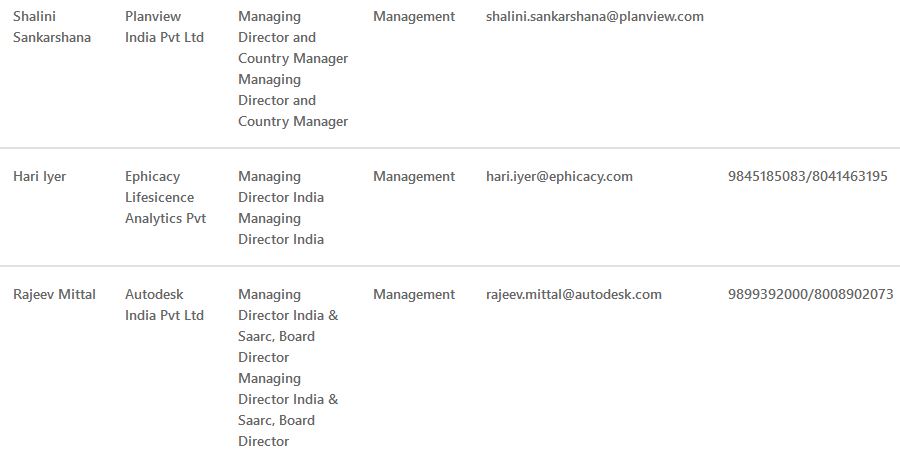 Shalini Planview Managing Management shalini.sankarshana@planview.com
Sankarshana India Pvt Ltd Director and
Country Manager
Managing
Director and
Country Manager
Hari Iyer Ephicacy Managing Management hari.iyer@ephicacy.com 9845185083/8041463195
Lifesicence Director India
Analytics Pvt Managing
Director India
Rajeev Mittal Autodesk Managing Management rajeev.mittal@autodesk.com 9899392000/8008902073
India Pvt Ltd Director India &
Saarc, Board
Director
Managing
Director India &
Saarc, Board
Director